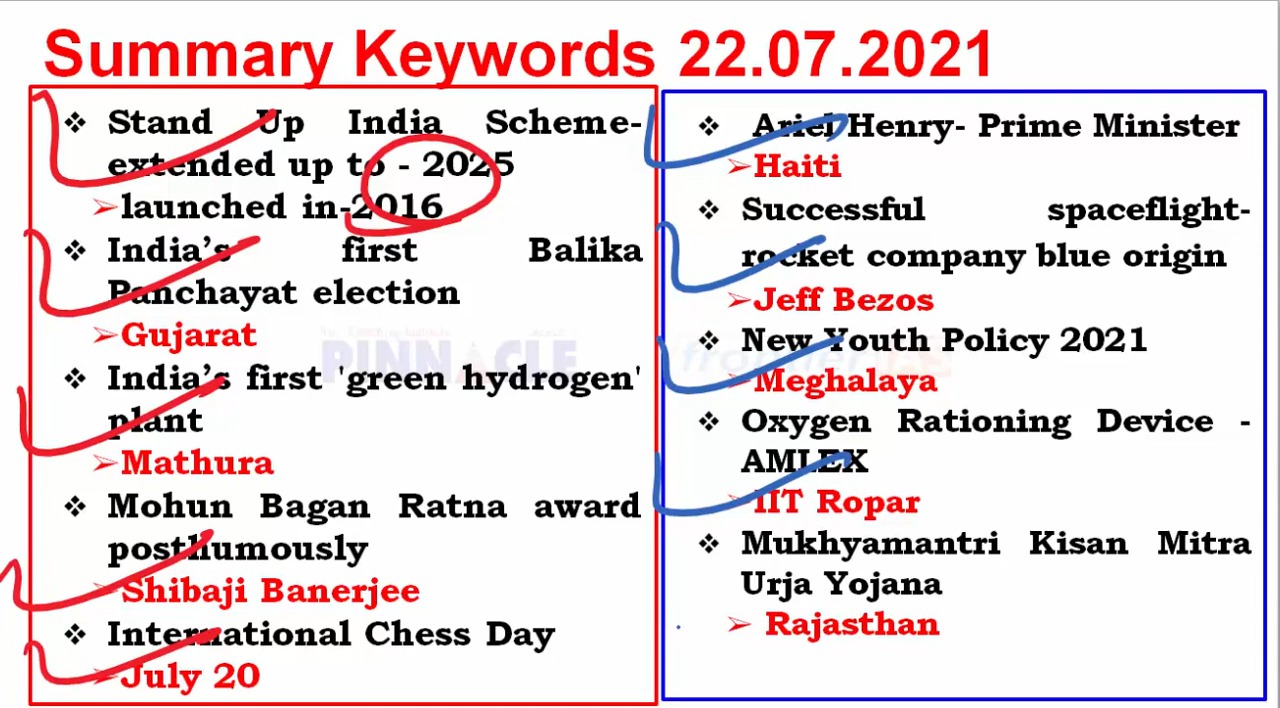 Summary Keywords 22.07.2021
❖ Stand Up India Scheme-
extended up to - 2025
➢launched in-2016
❖ India's first Balika
Panchayat election
➢Gujarat
❖ India's first 'green hydrogen'
plant
➢Mathura
❖ Mohun Bagan Ratna award
posthumously
➢Shibaji Banerjee
❖ International Chess Day
➢July 20
❖ Ariel Henry- Prime Minister
➢Haiti
❖ Successful spaceflight-
rocket company blue origin
➢Jeff Bezos
❖ New Youth Policy 2021
➢Meghalaya
❖ Oxygen Rationing Device -
AMLEX
➢IIT Ropar
❖ Mukhyamantri Kisan Mitra
Urja Yojana
➢ Rajasthan
PINNACLE